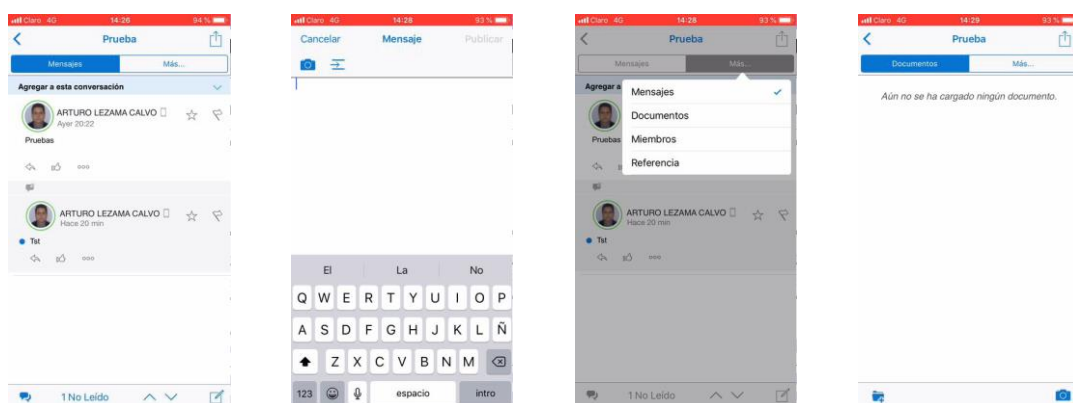 Claro 4G 14:26 94 %
Prueba
Mensajes Más...
Agregar a esta conversación
ARTURO LEZAMA CALVO
Ayer 20:22
Pruebas
ARTURO LEZAMA CALVO
Hace 20 min
Tst
1 No Leído
Claro 4G 14:28 93 %
Cancelar Mensaje Publicar
El La No
Q W E R T Y U I O P
A S D F G H J K L Ñ
Z X C V B N M
123 espacio intro
Claro 4G 14:28 93 %
Prueba
Mensajes Más...
Agregar a
Mensajes
Documentos
Miembros
Referencia
Pruebas
ARTURO LEZAMA CALVO
Hace 20 min
Tst
1 No Leído
Claro 4G 14:29 93 %
Prueba
Documentos Más...
Aún no se ha cargado ningún documento.